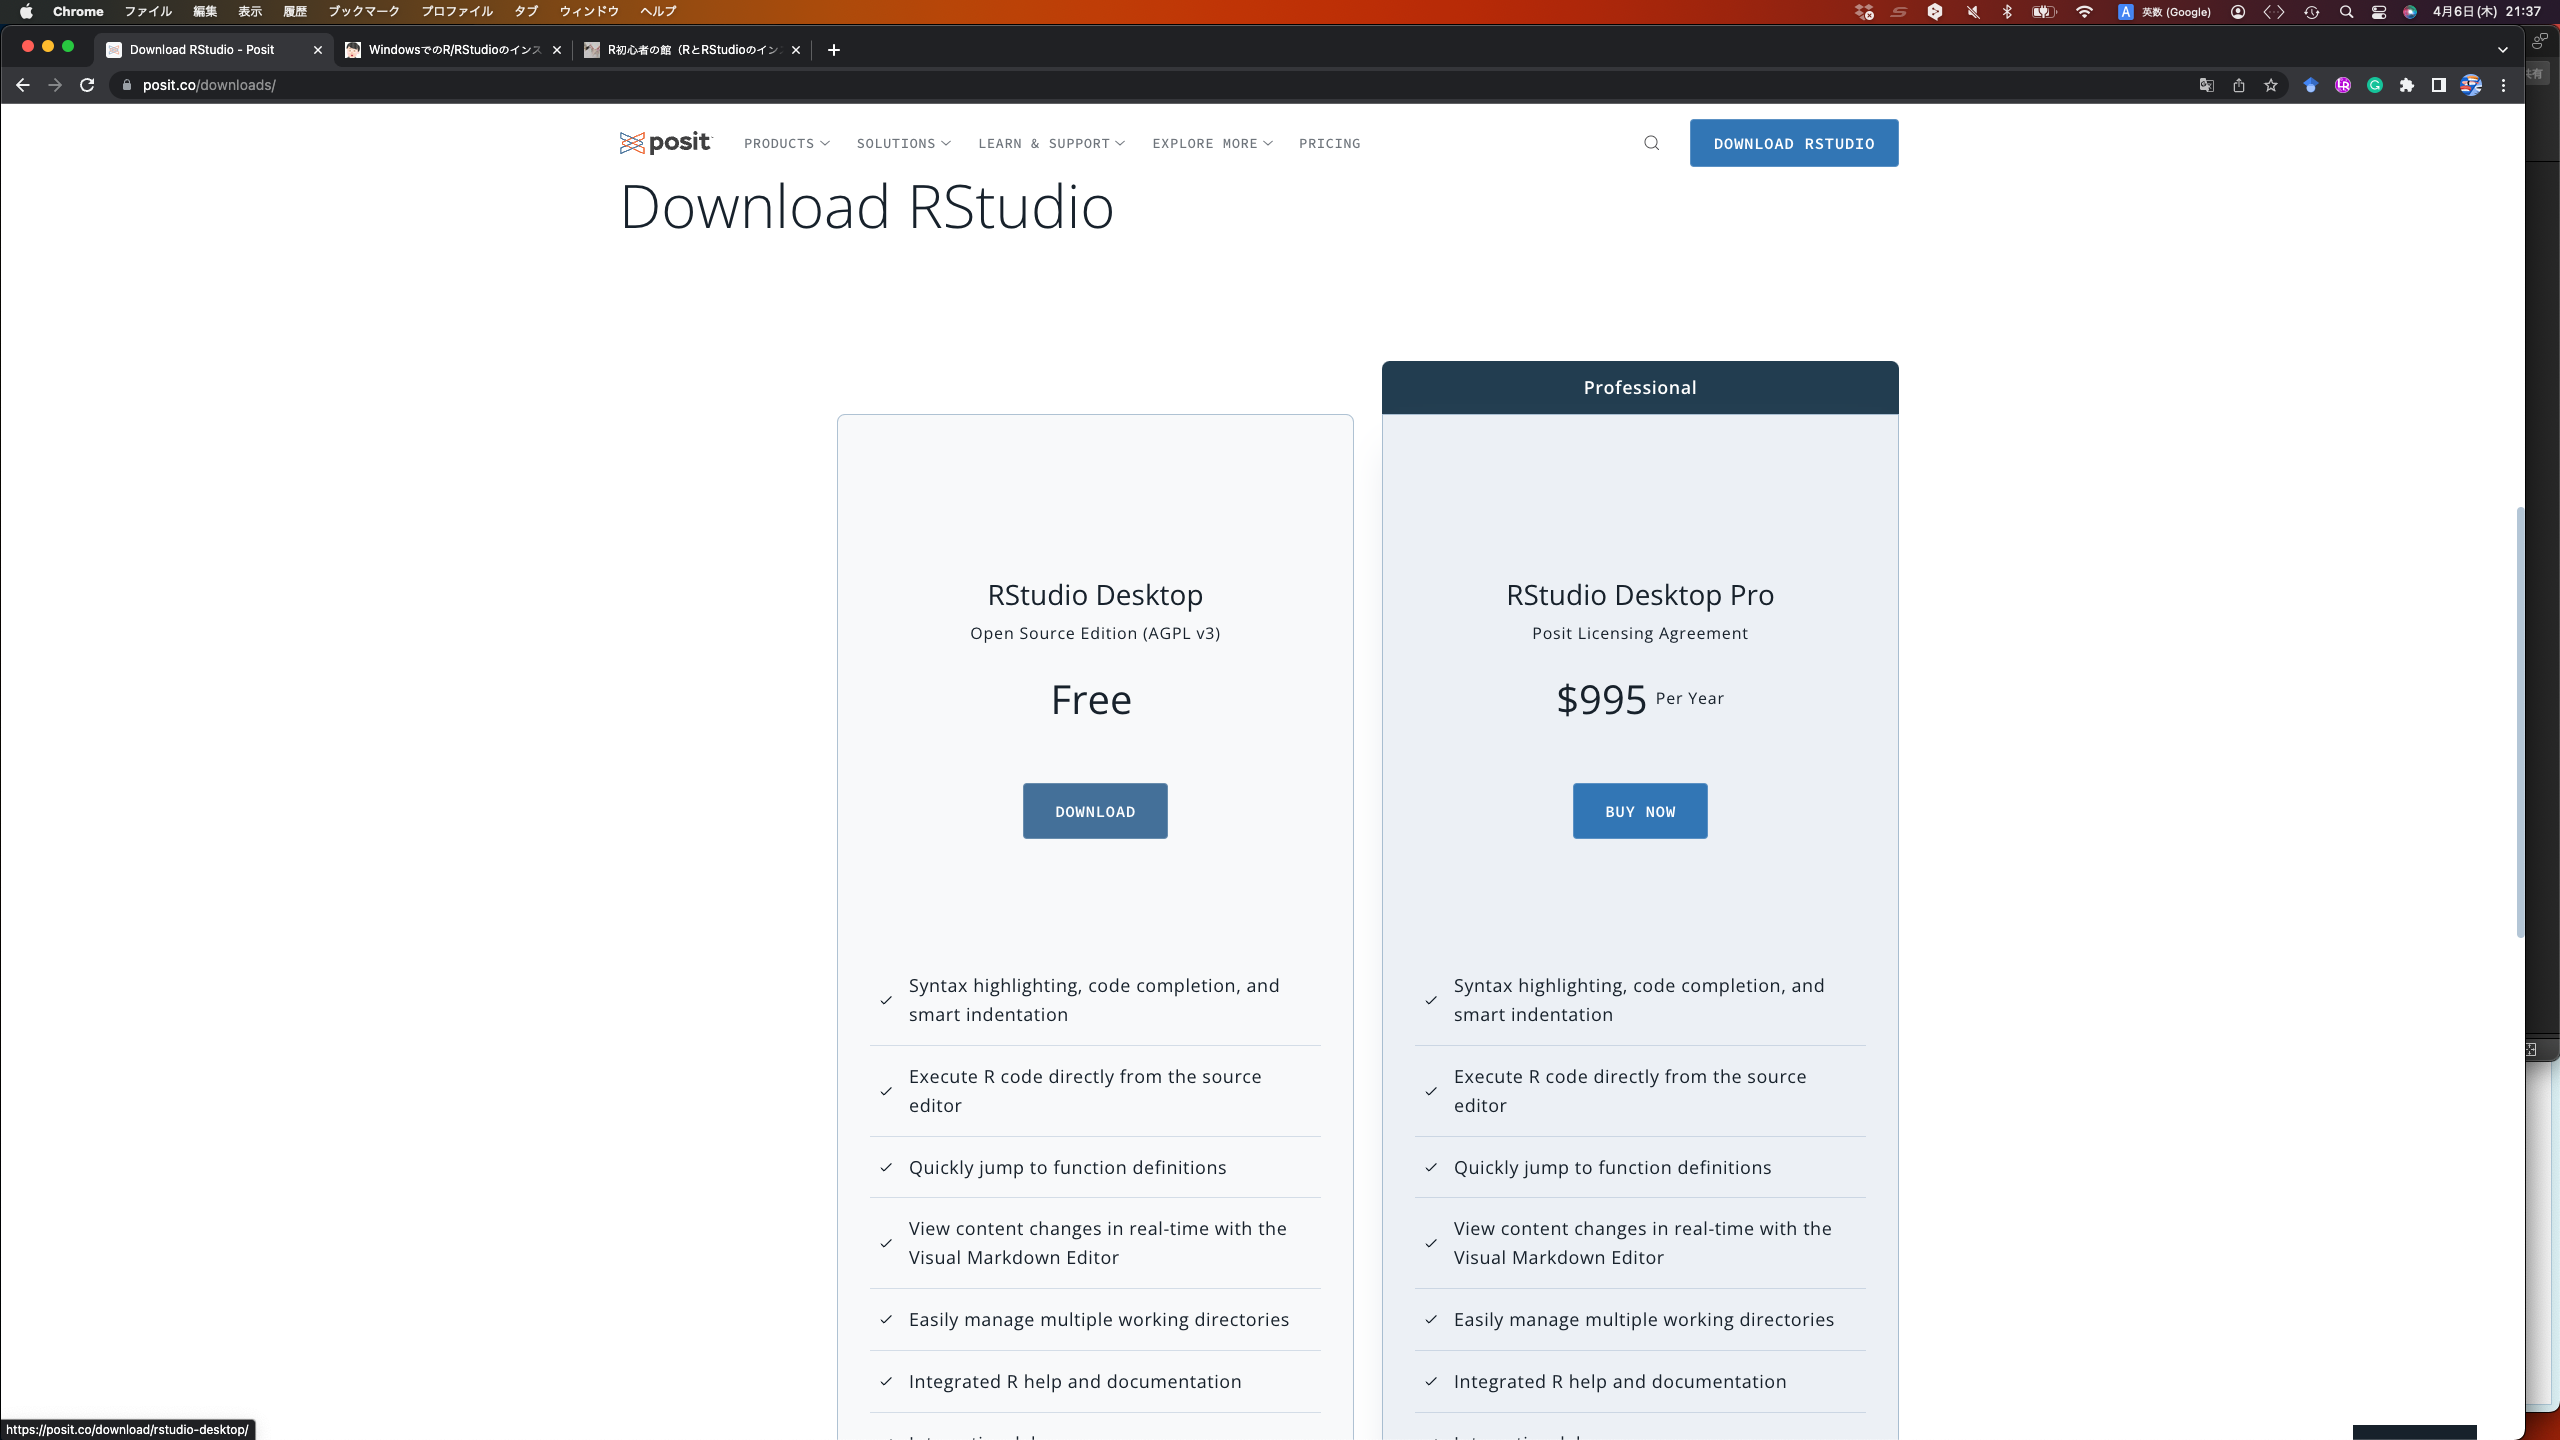 Chrome ファイル 編集 表示 履歴 ブックマーク プロファイル タブ ウィンドウ ヘルプ
A 英数 (Google) 4月6日(木) 21:37
Download RStudio - Posit WindowsでのR/RStudioのインス R初心者の館（RとRStudioのイン
posit.co/downloads/
共有
posit PRODUCTS SOLUTIONS LEARN & SUPPORT EXPLORE MORE PRICING DOWNLOAD RSTUDIO
Download RStudio
RStudio Desktop
Open Source Edition (AGPL v3)
Free
DOWNLOAD
Syntax highlighting, code completion, and
smart indentation
Execute R code directly from the source
editor
Quickly jump to function definitions
View content changes in real-time with the
Visual Markdown Editor
Easily manage multiple working directories
Integrated R help and documentation
Professional
RStudio Desktop Pro
Posit Licensing Agreement
$995 Per Year
BUY NOW
Syntax highlighting, code completion, and
smart indentation
Execute R code directly from the source
editor
Quickly jump to function definitions
View content changes in real-time with the
Visual Markdown Editor
Easily manage multiple working directories
Integrated R help and documentation
https://posit.co/download/rstudio-desktop/